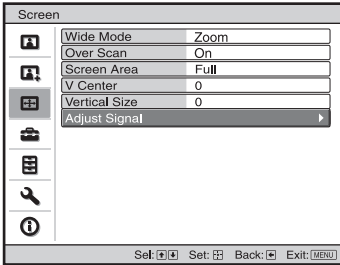 Screen
Wide Mode Zoom
Over Scan On
Screen Area Full
V Center 0
Vertical Size 0
Adjust Signal
Sel: Set: Back: Exit: MENU